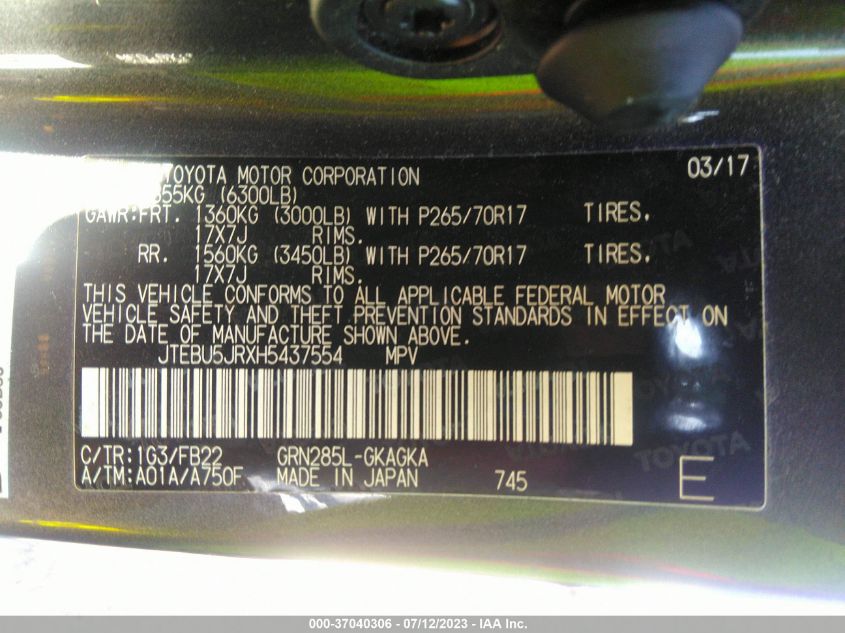 TOYOTA MOTOR CORPORATION 03/17
855KG (6300LB)
GAWR:FRT. 1360KG (3000LB) WITH P265/70R17 TIRES.
17X7J RIMS.
RR. 1560KG (3450LB) WITH P265/70R17 TIRES.
17X7J RIMS.
THIS VEHICLE CONFORMS TO ALL APPLICABLE FEDERAL MOTOR
VEHICLE SAFETY AND THEFT PREVENTION STANDARDS IN EFFECT ON
THE DATE OF MANUFACTURE SHOWN ABOVE.
JTEBU5JRXH5437554 MPV
C/TR:1G3/FB22 GRN285L-GKAGKA
A/TM:A01A/A750F MADE IN JAPAN 745 E
000-37040306 / 07/12/2023 - IAA Inc.